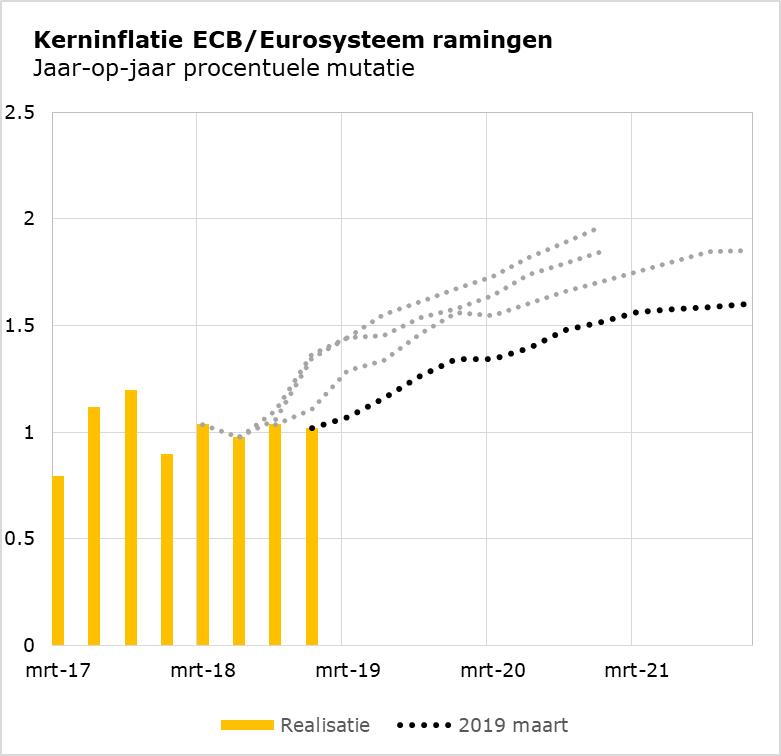 Kerninflatie ECB/Eurosysteem ramingen
Jaar-op-jaar procentuele mutatie
2.5
2
1.5
1
0.5
0
mrt-17 mrt-18 mrt-19 mrt-20 mrt-21
Realisatie 2019 maart